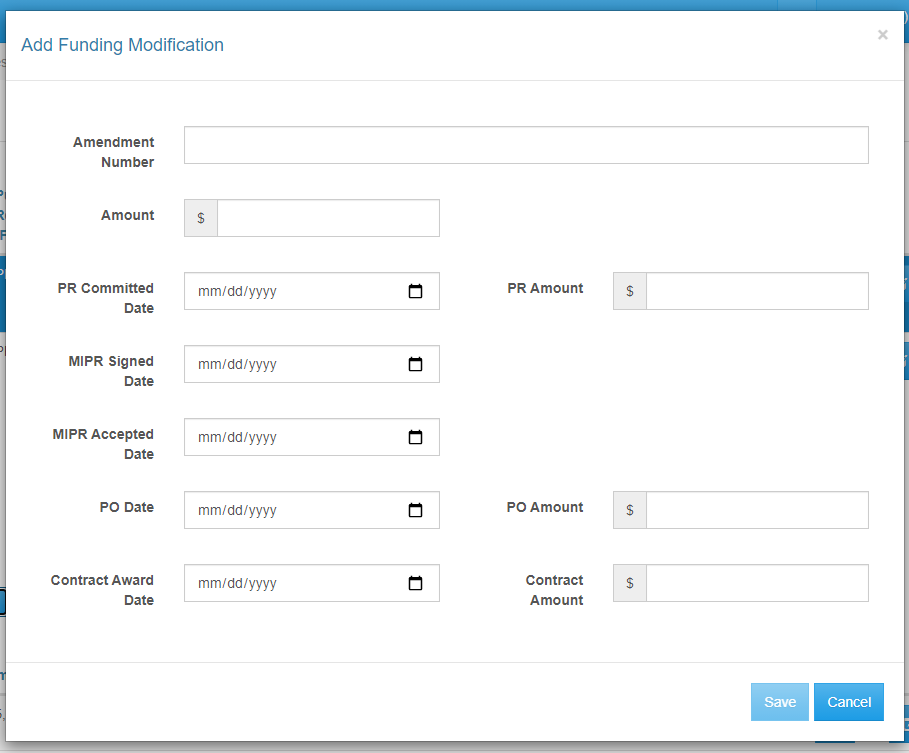 Add Funding Modification
×
Amendment
Number
Amount
$
PR Committed
Date
mm/dd/yyyy
PR Amount
$
MIPR Signed
Date
mm/dd/yyyy
MIPR Accepted
Date
mm/dd/yyyy
PO Date
mm/dd/yyyy
PO Amount
$
Contract Award
Date
mm/dd/yyyy
Contract
Amount
$
Save
Cancel